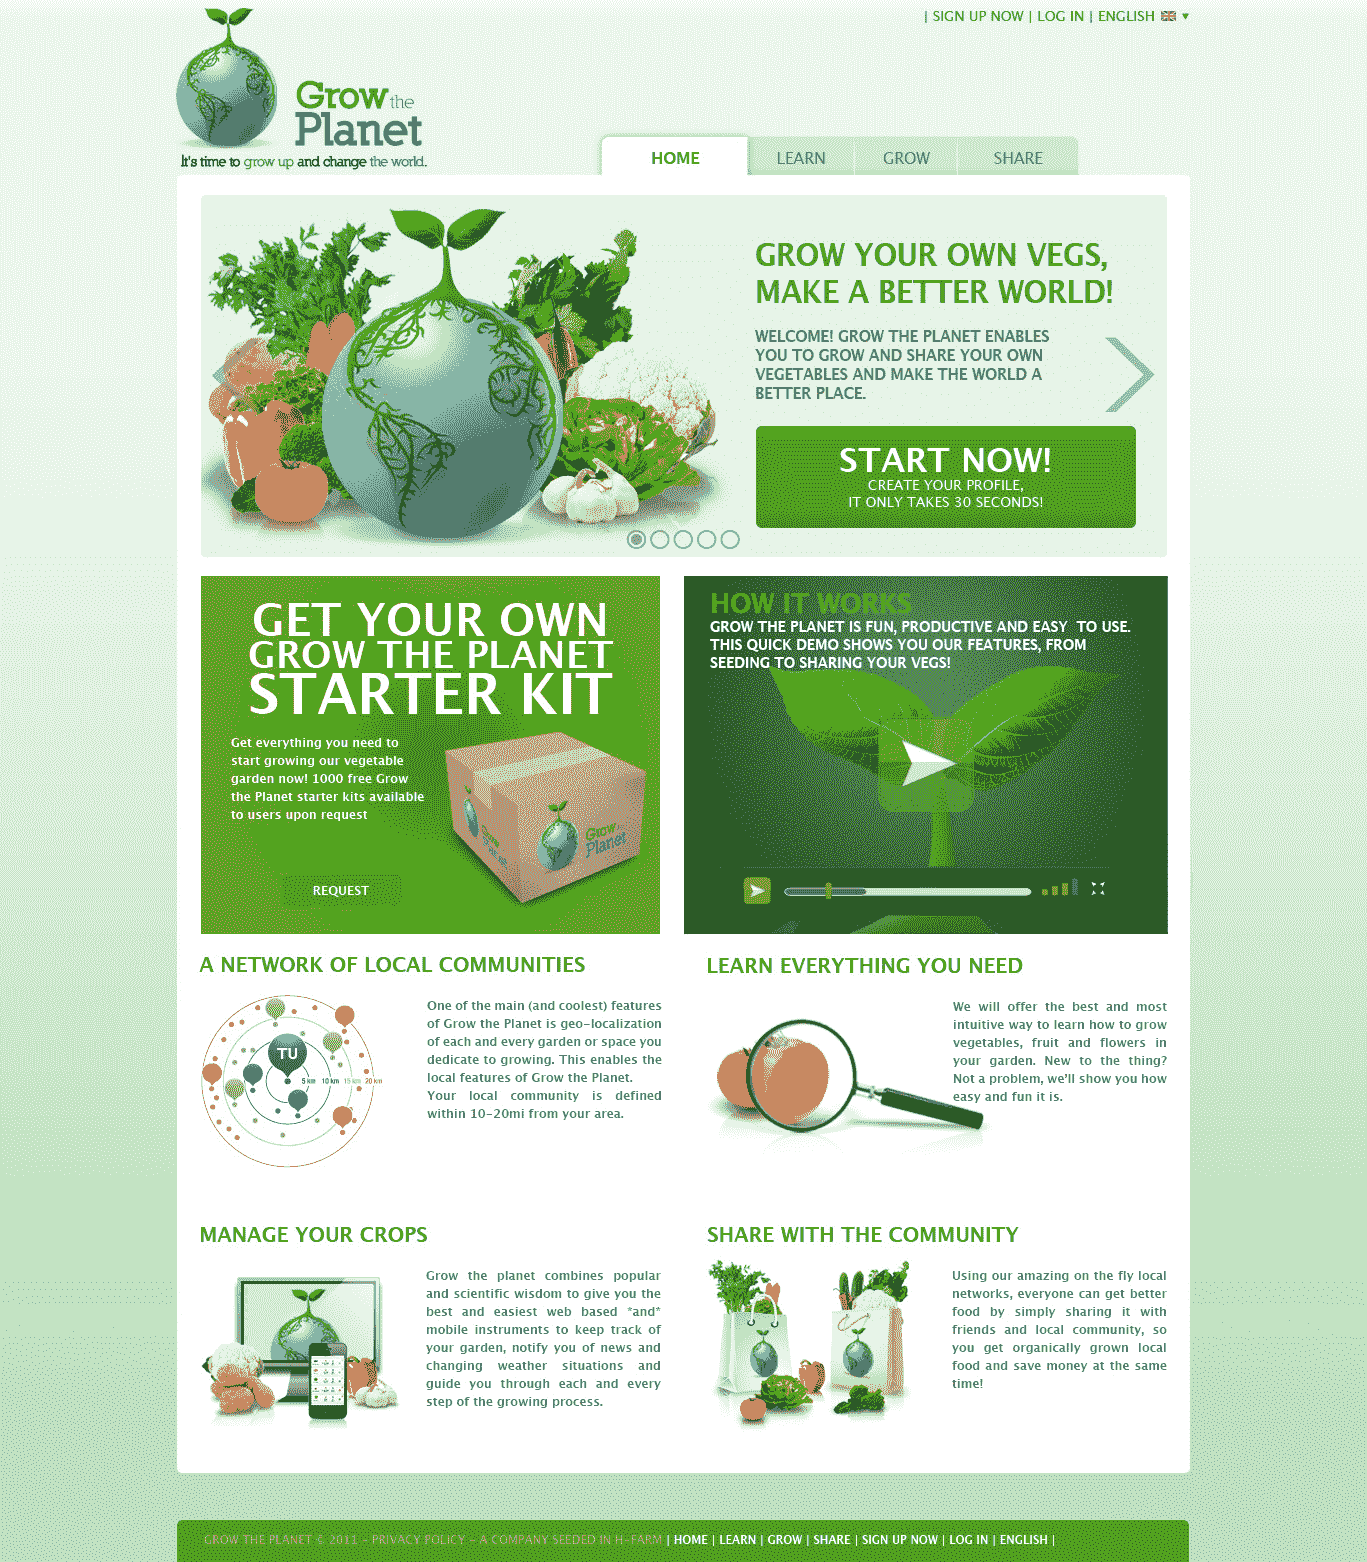 | SIGN UP NOW | LOG IN | ENGLISH ▼
Grow the
Planet
It's time to grow up and change the world.
HOME LEARN GROW SHARE
GROW YOUR OWN VEGS,
MAKE A BETTER WORLD!
WELCOME! GROW THE PLANET ENABLES
YOU TO GROW AND SHARE YOUR OWN
VEGETABLES AND MAKE THE WORLD A
BETTER PLACE.
START NOW!
CREATE YOUR PROFILE,
IT ONLY TAKES 30 SECONDS!
GET YOUR OWN
GROW THE PLANET
STARTER KIT
Get everything you need to
start growing our vegetable
garden now! 1000 free Grow
the Planet starter kits available
to users upon request
Grow
Planet
REQUEST
HOW IT WORKS
GROW THE PLANET IS FUN, PRODUCTIVE AND EASY TO USE.
THIS QUICK DEMO SHOWS YOU OUR FEATURES, FROM
SEEDING TO SHARING YOUR VEGS!
A NETWORK OF LOCAL COMMUNITIES
TU
5 km 10 km 15 km 20 km
One of the main (and coolest) features
of Grow the Planet is geo-localization
of each and every garden or space you
dedicate to growing. This enables the
local features of Grow the Planet.
Your local community is defined
within 10-20mi from your area.
LEARN EVERYTHING YOU NEED
We will offer the best and most
intuitive way to learn how to grow
vegetables, fruit and flowers in
your garden. New to the thing?
Not a problem, we'll show you how
easy and fun it is.
MANAGE YOUR CROPS
Grow the planet combines popular
and scientific wisdom to give you the
best and easiest web based *and*
mobile instruments to keep track of
your garden, notify you of news and
changing weather situations and
guide you through each and every
step of the growing process.
SHARE WITH THE COMMUNITY
Using our amazing on the fly local
networks, everyone can get better
food by simply sharing it with
friends and local community, so
you get organically grown local
food and save money at the same
time!
GROW THE PLANET © 2011 - PRIVACY POLICY - A COMPANY SEEDED IN H-FARM | HOME | LEARN | GROW | SHARE | SIGN UP NOW | LOG IN | ENGLISH |